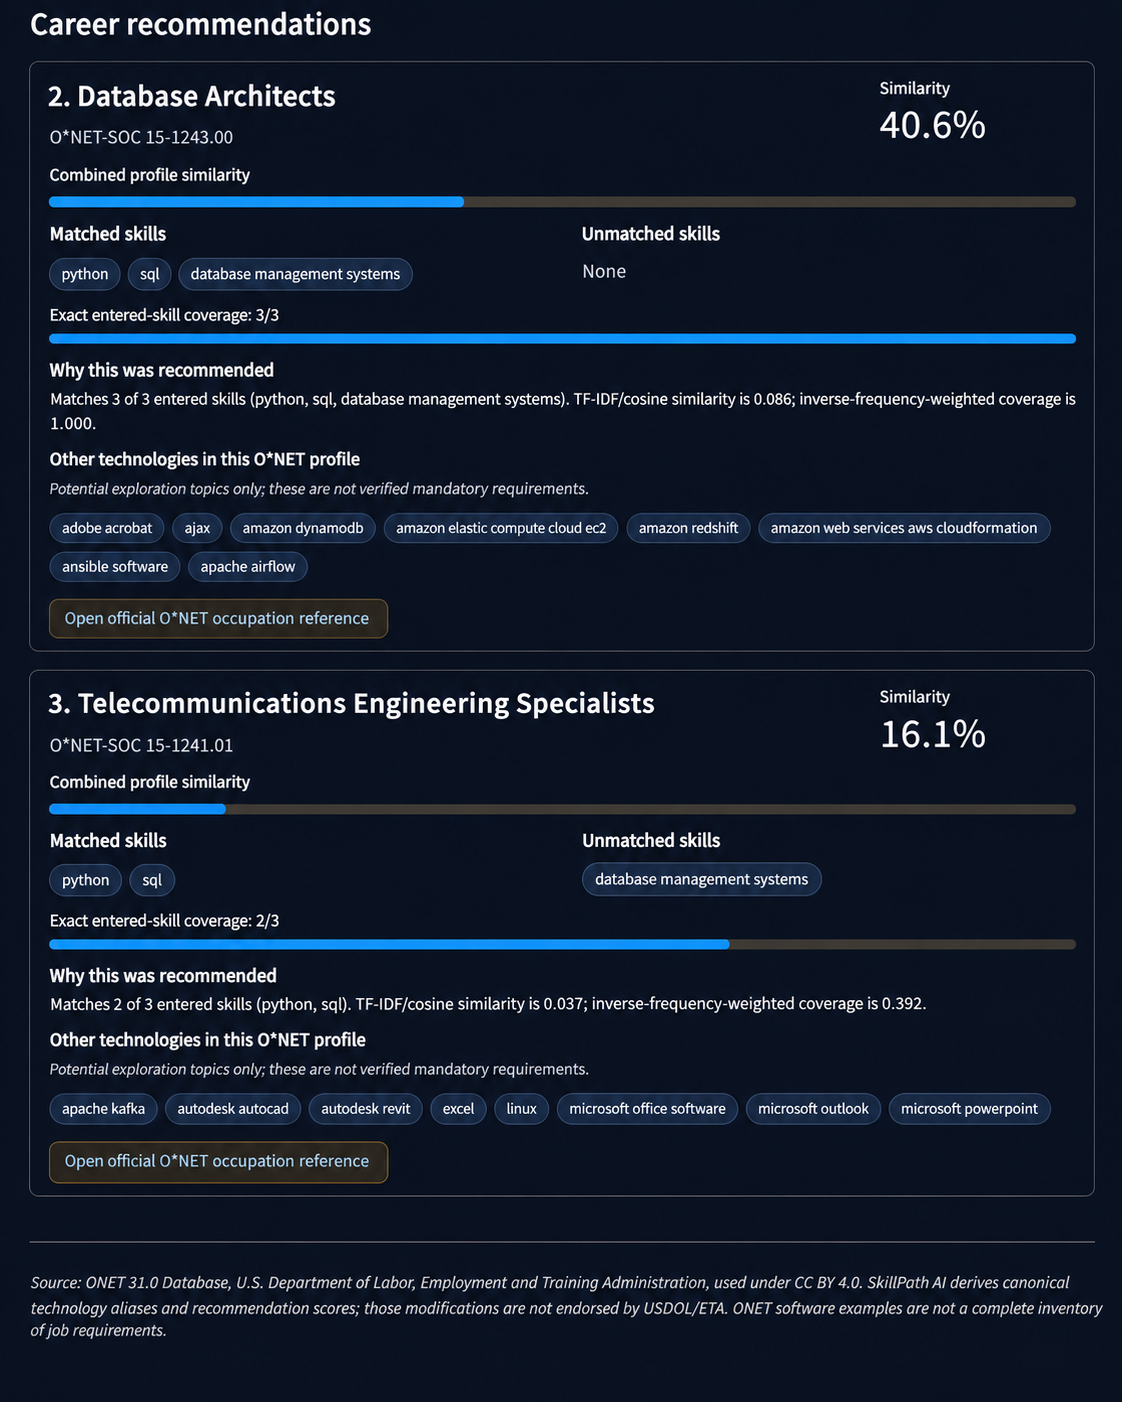 Career recommendations
2. Database Architects
Similarity
40.6%
O*NET-SOC 15-1243.00
Combined profile similarity
Matched skills
Unmatched skills
python sql database management systems
None
Exact entered-skill coverage: 3/3
Why this was recommended
Matches 3 of 3 entered skills (python, sql, database management systems). TF-IDF/cosine similarity is 0.086; inverse-frequency-weighted coverage is
1.000.
Other technologies in this O*NET profile
Potential exploration topics only; these are not verified mandatory requirements.
adobe acrobat ajax amazon dynamodb amazon elastic compute cloud ec2 amazon redshift amazon web services aws cloudformation
ansible software apache airflow
Open official O*NET occupation reference
3. Telecommunications Engineering Specialists
Similarity
16.1%
O*NET-SOC 15-1241.01
Combined profile similarity
Matched skills
Unmatched skills
python sql
database management systems
Exact entered-skill coverage: 2/3
Why this was recommended
Matches 2 of 3 entered skills (python, sql). TF-IDF/cosine similarity is 0.037; inverse-frequency-weighted coverage is 0.392.
Other technologies in this O*NET profile
Potential exploration topics only; these are not verified mandatory requirements.
apache kafka autodesk autocad autodesk revit excel linux microsoft office software microsoft outlook microsoft powerpoint
Open official O*NET occupation reference
Source: ONET 31.0 Database, U.S. Department of Labor, Employment and Training Administration, used under CC BY 4.0. SkillPath AI derives canonical
technology aliases and recommendation scores; those modifications are not endorsed by USDOL/ETA. ONET software examples are not a complete inventory
of job requirements.